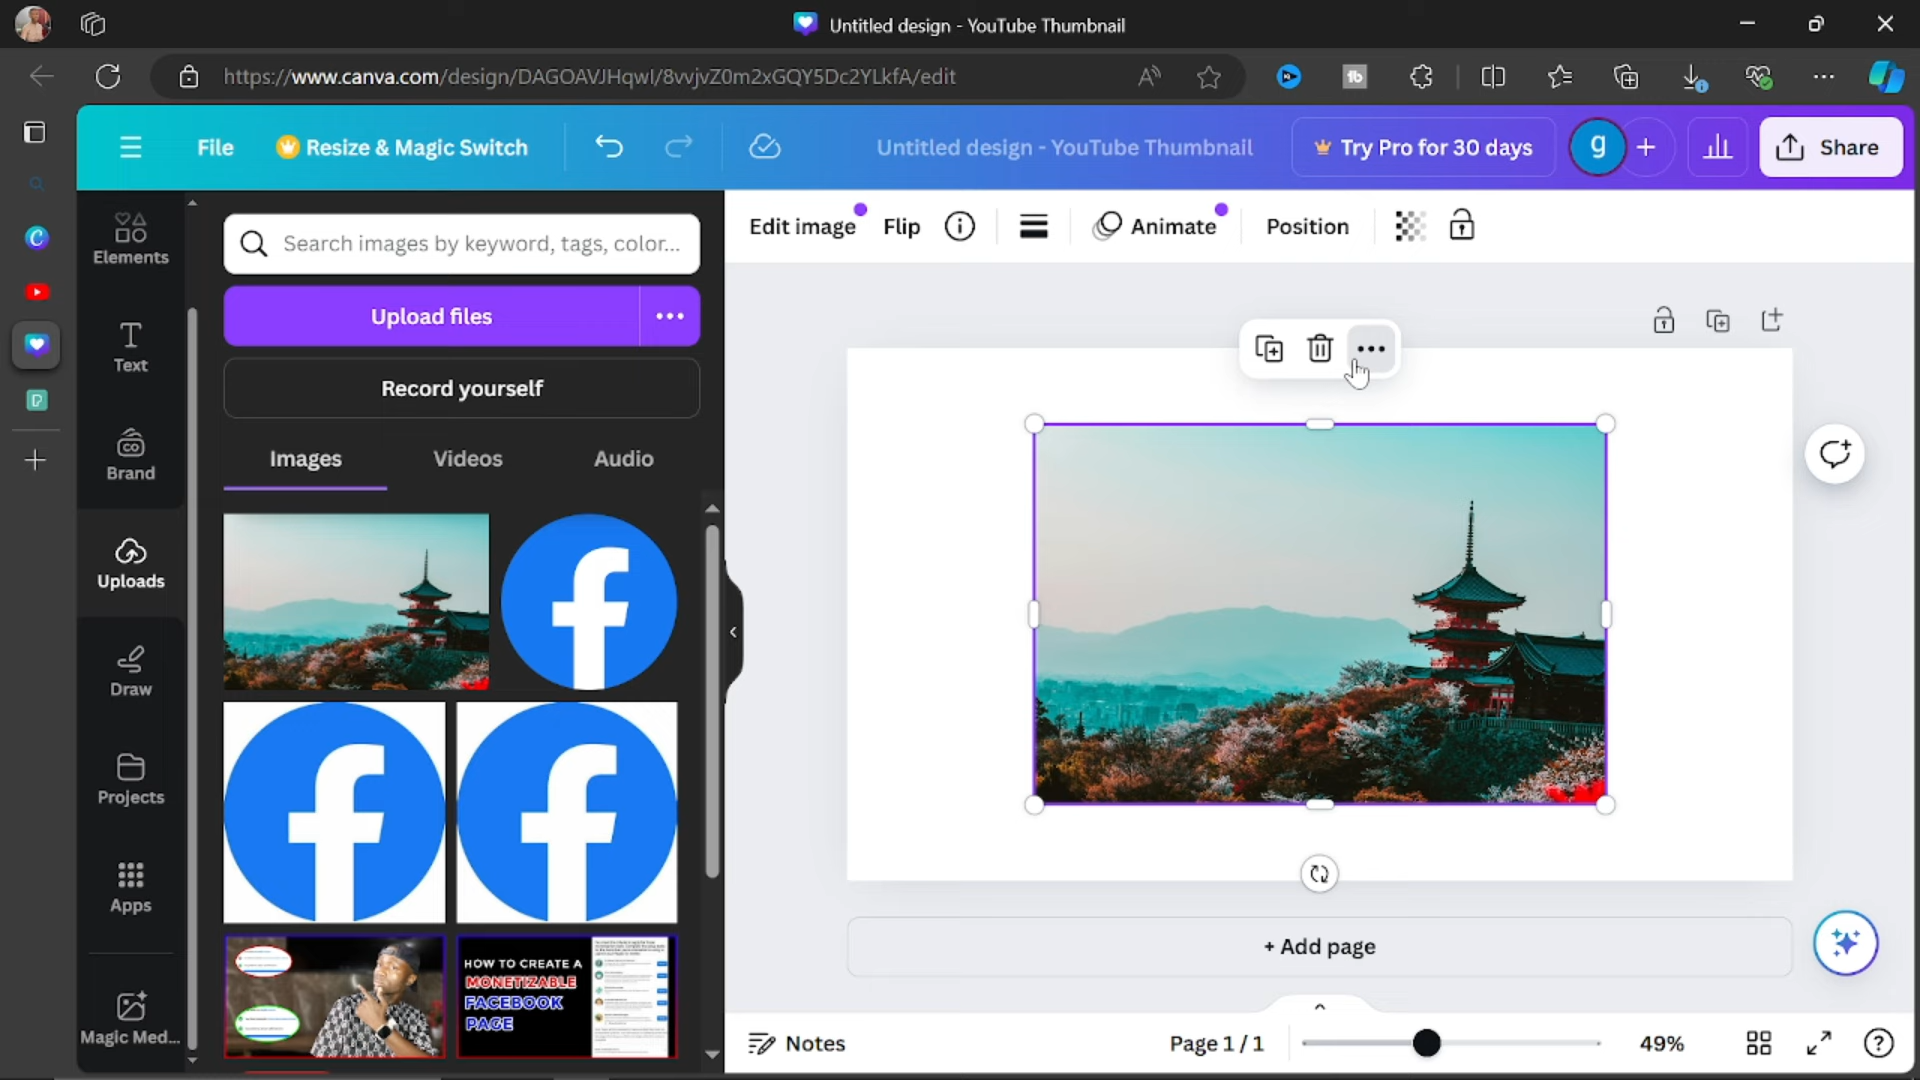 Untitled design - YouTube Thumbnail
https://www.canva.com/design/DAGOAVJHqwI/8vvjvZ0m2xGQY5Dc2YLkfA/edit
File
Resize & Magic Switch
Untitled design - YouTube Thumbnail
Try Pro for 30 days
g
Share
Elements
Text
Brand
Uploads
Draw
Projects
Apps
Magic Med...
Search images by keyword, tags, color...
Upload files
Record yourself
Images
Videos
Audio
HOW TO CREATE A
MONETIZABLE
FACEBOOK
PAGE
Edit image
Flip
Animate
Position
+ Add page
Notes
Page 1 / 1
49%